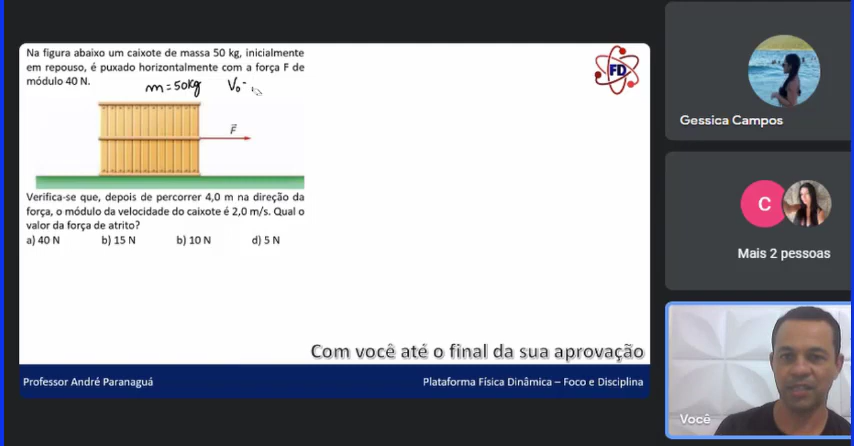 Na figura abaixo um caixote de massa 50 kg, inicialmente
em repouso, é puxado horizontalmente com a força F de
módulo 40 N.
m = 50kg V₀ =
F
Verifica-se que, depois de percorrer 4,0 m na direção da
força, o módulo da velocidade do caixote é 2,0 m/s. Qual o
valor da força de atrito?
a) 40 N b) 15 N b) 10 N d) 5 N
FD
Com você até o final da sua aprovação
Professor André Paranaguá Plataforma Física Dinâmica – Foco e Disciplina
Gessica Campos
C
Mais 2 pessoas
Você